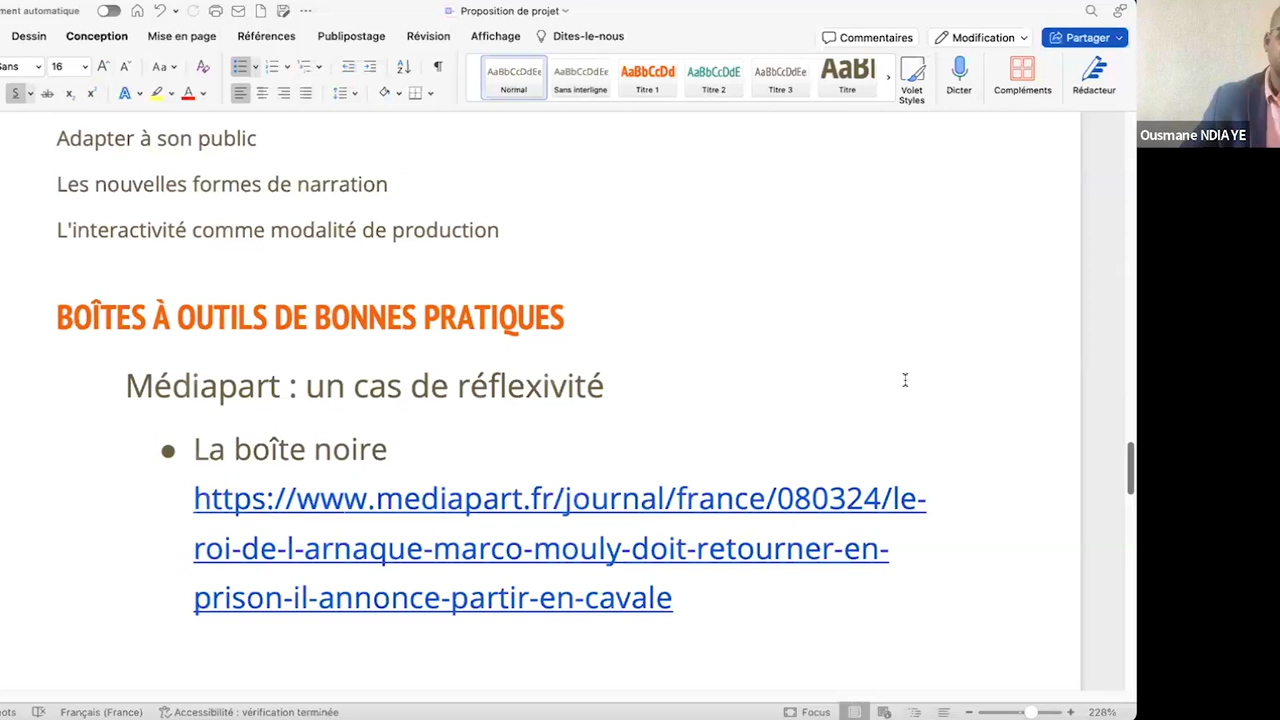 ment automatique
Proposition de projet
Dessin Conception Mise en page Références Publipostage Révision Affichage Dites-le-nous Commentaires Modification Partager
Sans 16 Aa AaBbCcDdEe AaBbCcDdEe AaBbCcDd AaBbCcDdE AaBbCcDdEe AaBl
Normal Sans interligne Titre 1 Titre 2 Titre 3 Titre Volet Styles Dicter Compléments Rédacteur
Adapter à son public
Ousmane NDIAYE
Les nouvelles formes de narration
L'interactivité comme modalité de production
BOÎTES À OUTILS DE BONNES PRATIQUES
Médiapart : un cas de réflexivité
● La boîte noire
https://www.mediapart.fr/journal/france/080324/le-
roi-de-l-arnaque-marco-mouly-doit-retourner-en-
prison-il-annonce-partir-en-cavale
Français (France) Accessibilité : vérification terminée Focus 228%